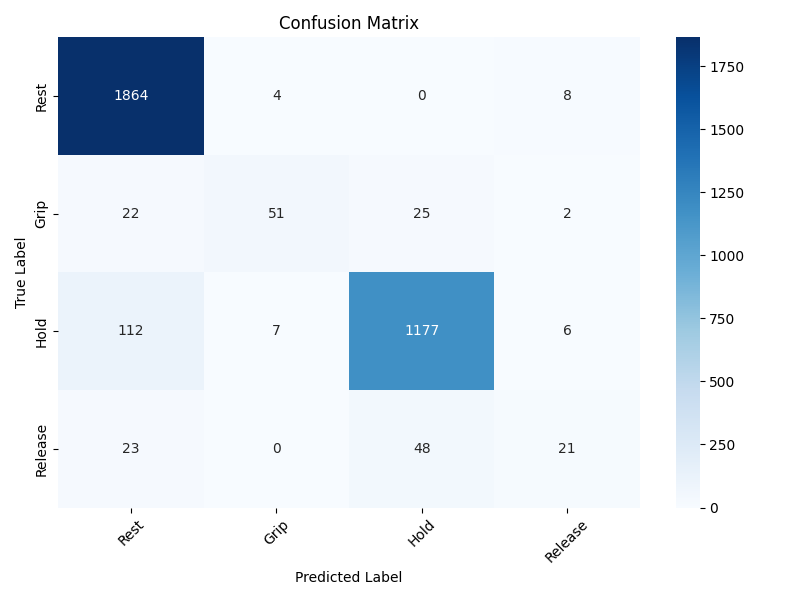 Confusion Matrix
True Label
Rest
1864 4 0 8
Grip
22 51 25 2
Hold
112 7 1177 6
Release
23 0 48 21
Rest Grip Hold Release
Predicted Label
1750
1500
1250
1000
750
500
250
0